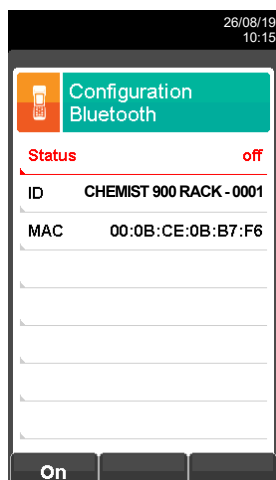 26/08/19
10:15
Configuration
Bluetooth
Status off
ID CHEMIST 900 RACK - 0001
MAC 00:0B:CE:0B:B7:F6
On